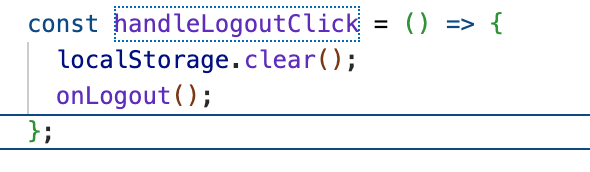 const handleLogoutClick = () => {
localStorage.clear();
onLogout();
};